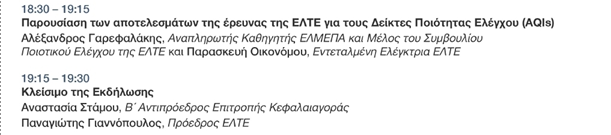 18:30 – 19:15
Παρουσίαση των αποτελεσμάτων της έρευνας της ΕΛΤΕ για τους Δείκτες Ποιότητας Ελέγχου (AQIs)
Αλέξανδρος Γαρεφαλάκης, Αναπληρωτής Καθηγητής ΕΛΜΕΠΑ και Μέλος του Συμβουλίου
Ποιοτικού Ελέγχου της ΕΛΤΕ και Παρασκευή Οικονόμου, Εντεταλμένη Ελέγκτρια ΕΛΤΕ
19:15 – 19:30
Κλείσιμο της Εκδήλωσης
Αναστασία Στάμου, Β΄ Αντιπρόεδρος Επιτροπής Κεφαλαιαγοράς
Παναγιώτης Γιαννόπουλος, Πρόεδρος ΕΛΤΕ